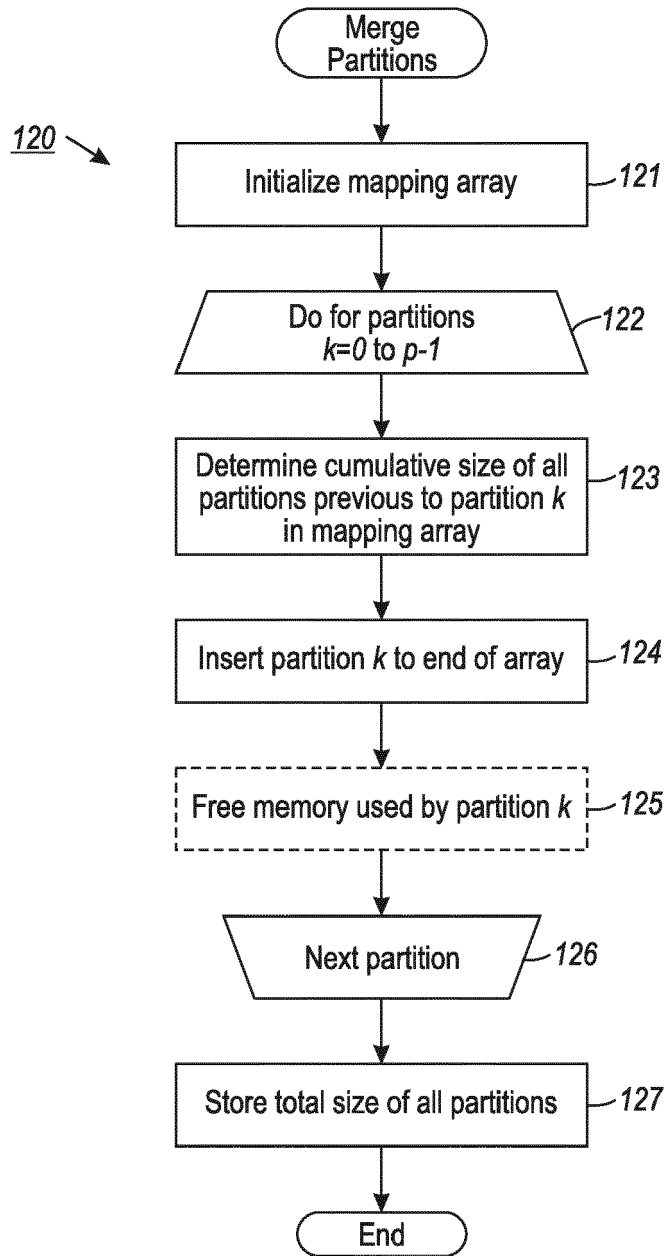 Merge
Partitions
120
Initialize mapping array
121
Do for partitions
k=0 to p-1
122
Determine cumulative size of all
partitions previous to partition k
in mapping array
123
Insert partition k to end of array
124
Free memory used by partition k
125
Next partition
126
Store total size of all partitions
127
End